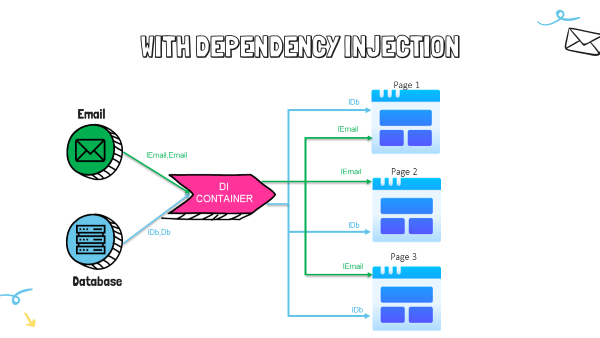 WITH DEPENDENCY INJECTION
Page 1
IDb
Email
IEmail
IEmail,Email
Page 2
IEmail
DI
CONTAINER
IDb
IDb,Db
Page 3
IEmail
Database
IDb